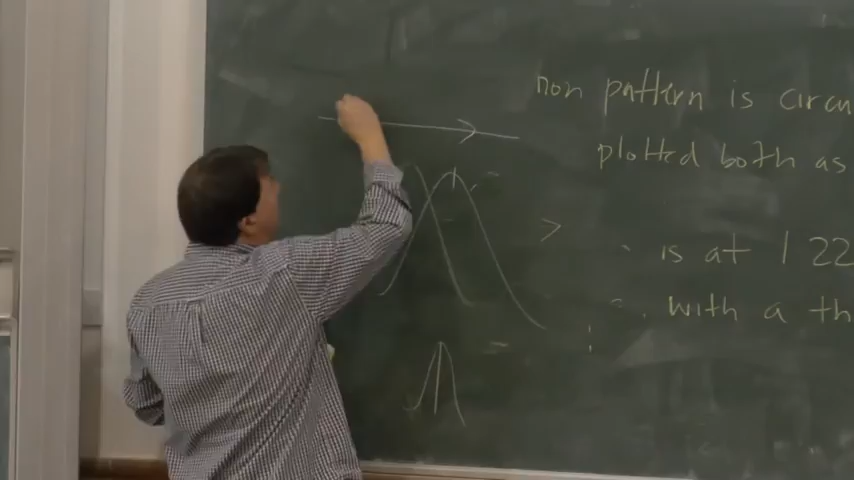 non pattern is circu
plotted both as
>
is at 1 22
with a th